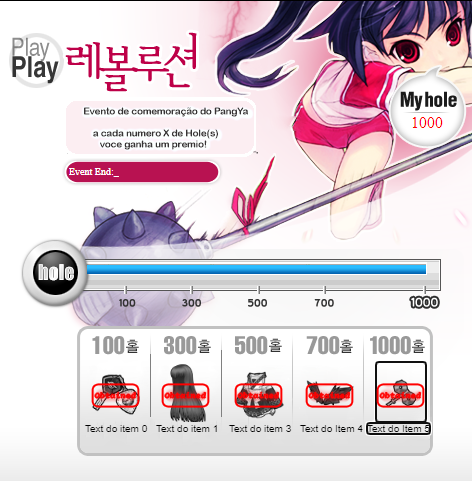 Play
Play 레볼루션
My hole
1000
Evento de comemoração do PangYa
a cada numero X de Hole(s)
voce ganha um premio!
Event End:_
hole
100 300 500 700 1000
100홀 300홀 500홀 700홀 1000홀
Obtained Obtained Obtained Obtained Obtained
Text do item 0 Text do item 1 Text do item 3 Text do Item 4 Text do Item 5